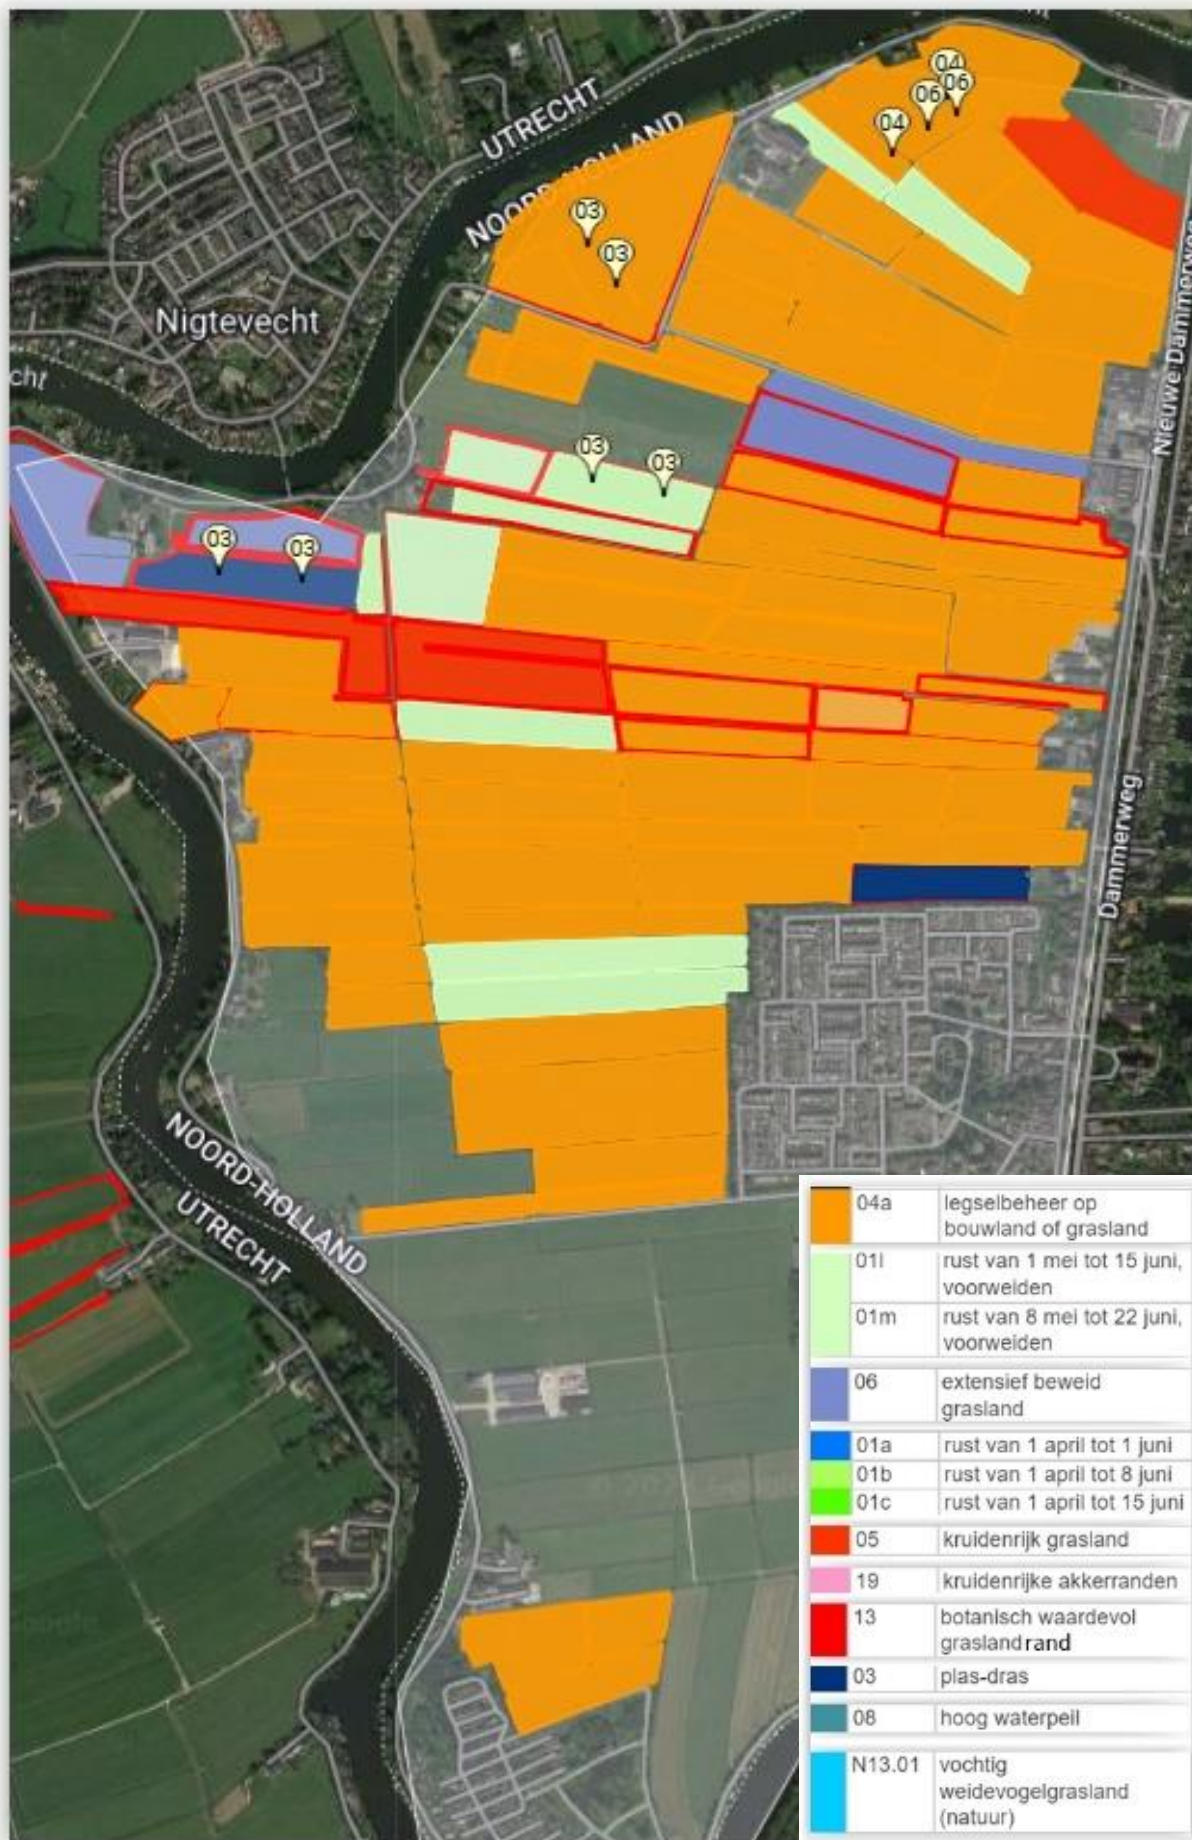 UTRECHT
NOORD-HOLLAND
04
06
06
04
03
03
Nigtevecht
Nieuwe Dammerweg
cht
03
03
03
03
Dammerweg
NOORD-HOLLAND
UTRECHT
04a legselbeheer op
bouwland of grasland
01l rust van 1 mei tot 15 juni,
voorweiden
01m rust van 8 mei tot 22 juni,
voorweiden
06 extensief beweid
grasland
01a rust van 1 april tot 1 juni
01b rust van 1 april tot 8 juni
01c rust van 1 april tot 15 juni
05 kruidenrijk grasland
19 kruidenrijke akkerranden
13 botanisch waardevol
grasland rand
03 plas-dras
08 hoog waterpeil
N13.01 vochtig
weidevogelgrasland
(natuur)